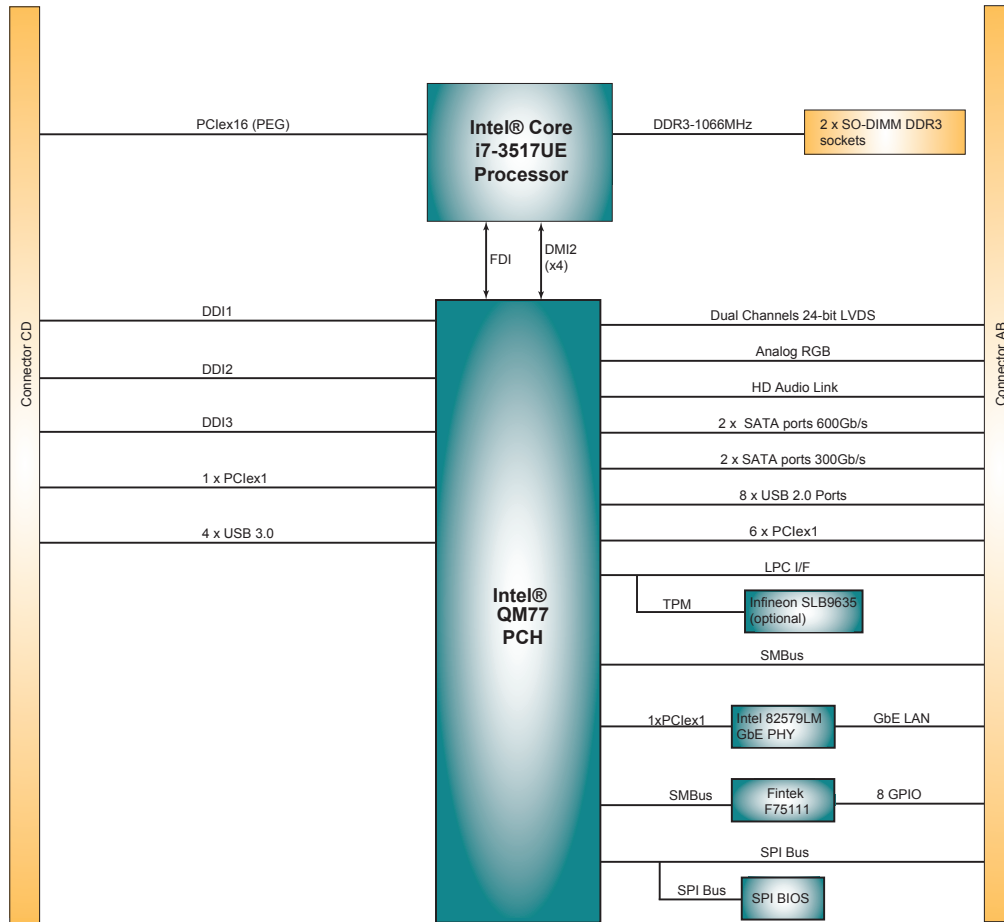 PCIex16 (PEG)
Intel® Core
i7-3517UE
Processor
DDR3-1066MHz
2 x SO-DIMM DDR3
sockets
FDI
DMI2
(x4)
Connector CD
Connector AB
DDI1
DDI2
DDI3
1 x PCIex1
4 x USB 3.0
Intel®
QM77
PCH
Dual Channels 24-bit LVDS
Analog RGB
HD Audio Link
2 x SATA ports 600Gb/s
2 x SATA ports 300Gb/s
8 x USB 2.0 Ports
6 x PCIex1
LPC I/F
TPM
Infineon SLB9635
(optional)
SMBus
1xPCIex1
Intel 82579LM
GbE PHY
GbE LAN
SMBus
Fintek
F75111
8 GPIO
SPI Bus
SPI Bus
SPI BIOS